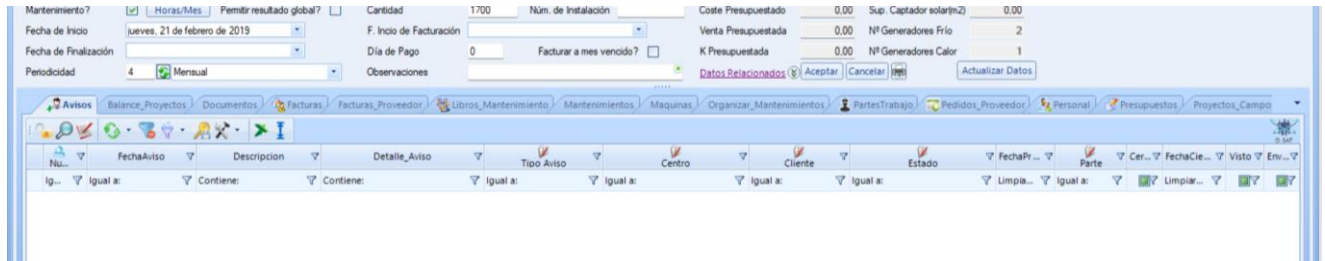 Mantenimiento? Horas/Mes Permitir resultado global? Cantidad 1700 Núm. de Instalación Coste Presupuestado 0,00 Sup. Captador solar(m2) 0,00
Fecha de Inicio jueves, 21 de febrero de 2019 F. Incio de Facturación Venta Presupuestada 0,00 Nº Generadores Frío 2
Fecha de Finalización Día de Pago 0 Facturar a mes vencido? K Presupuestada 0,00 Nº Generadores Calor 1
Periodicidad 4 Mensual Observaciones Datos Relacionados Aceptar Cancelar Actualizar Datos
Avisos Balance_Proyectos Documentos Facturas Facturas_Proveedor Libros_Mantenimiento Mantenimientos Maquinas Organizar_Mantenimientos PartesTrabajo Pedidos_Proveedor Personal Presupuestos Proyectos_Campo
D.SAT
Nu... FechaAviso Descripcion Detalle_Aviso Tipo Aviso Centro Cliente Estado FechaPr... Parte Cer... FechaCie... Visto Env...
Ig... Igual a: Contiene: Contiene: Igual a: Igual a: Igual a: Igual a: Limpia... Igual a: Limpiar...